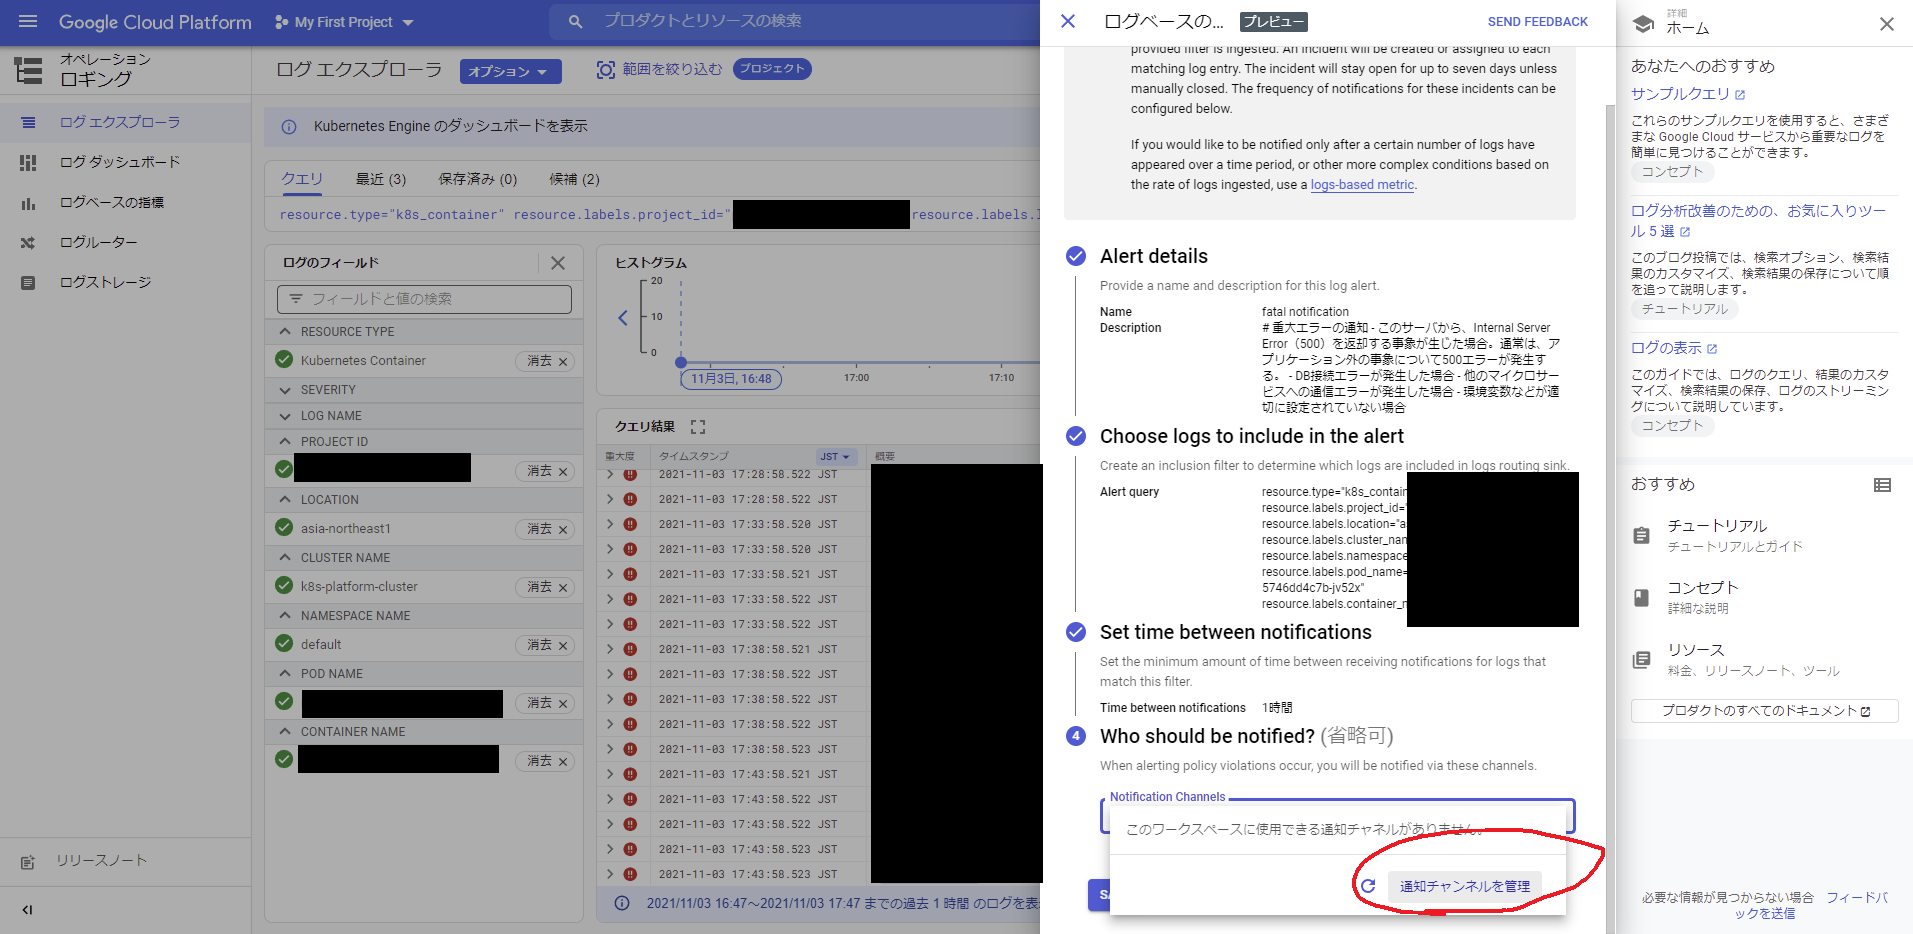 Google Cloud Platform
My First Project
プロダクトとリソースの検索
オペレーション
ロギング
ログ エクスプローラ
ログ ダッシュボード
ログベースの指標
ログルーター
ログストレージ
リリースノート
ログ エクスプローラ
オプション
範囲を絞り込む
プロジェクト
Kubernetes Engine のダッシュボードを表示
クエリ
最近 (3)
保存済み (0)
候補 (2)
resource.type="k8s_container" resource.labels.project_id="
resource.labels.l
ログのフィールド
フィールドと値の検索
RESOURCE TYPE
Kubernetes Container
消去
SEVERITY
LOG NAME
PROJECT ID
消去
LOCATION
asia-northeast1
消去
CLUSTER NAME
k8s-platform-cluster
消去
NAMESPACE NAME
default
消去
POD NAME
消去
CONTAINER NAME
消去
ヒストグラム
20
10
0
11月3日, 16:48
17:00
17:10
クエリ結果
重大度
タイムスタンプ
JST
概要
2021-11-03 17:28:58.522 JST
2021-11-03 17:28:58.522 JST
2021-11-03 17:33:58.520 JST
2021-11-03 17:33:58.520 JST
2021-11-03 17:33:58.521 JST
2021-11-03 17:33:58.522 JST
2021-11-03 17:33:58.522 JST
2021-11-03 17:38:58.521 JST
2021-11-03 17:38:58.522 JST
2021-11-03 17:38:58.522 JST
2021-11-03 17:38:58.522 JST
2021-11-03 17:38:58.523 JST
2021-11-03 17:43:58.521 JST
2021-11-03 17:43:58.522 JST
2021-11-03 17:43:58.522 JST
2021-11-03 17:43:58.523 JST
2021-11-03 17:43:58.523 JST
2021/11/03 16:47～2021/11/03 17:47 までの過去 1 時間 のログを表
ログベースの...
プレビュー
SEND FEEDBACK
provided filter is ingested. An incident will be created or assigned to each
matching log entry. The incident will stay open for up to seven days unless
manually closed. The frequency of notifications for these incidents can be
configured below.
If you would like to be notified only after a certain number of logs have
appeared over a time period, or other more complex conditions based on
the rate of logs ingested, use a logs-based metric.
Alert details
Provide a name and description for this log alert.
Name
fatal notification
Description
# 重大エラーの通知 - このサーバから、Internal Server
Error（500）を返却する事象が生じた場合。通常は、ア
プリケーション外の事象について500エラーが発生す
る。 - DB接続エラーが発生した場合 - 他のマイクロサー
ビスへの通信エラーが発生した場合 - 環境変数などが適
切に設定されていない場合
Choose logs to include in the alert
Create an inclusion filter to determine which logs are included in logs routing sink.
Alert query
resource.type="k8s_contain
resource.labels.project_id="
resource.labels.location="a
resource.labels.cluster_nam
resource.labels.namespace
resource.labels.pod_name=
5746dd4c7b-jv52x"
resource.labels.container_n
Set time between notifications
Set the minimum amount of time between receiving notifications for logs that
match this filter.
Time between notifications
1時間
4
Who should be notified? (省略可)
When alerting policy violations occur, you will be notified via these channels.
Notification Channels
このワークスペースに使用できる通知チャネルがありません。
通知チャンネルを管理
SA
詳細
ホーム
あなたへのおすすめ
サンプルクエリ
これらのサンプルクエリを使用すると、さまざ
まな Google Cloud サービスから重要なログを
簡単に見つけることができます。
コンセプト
ログ分析改善のための、お気に入りツー
ル 5 選
このブログ投稿では、検索オプション、検索結
果のカスタマイズ、検索結果の保存について順
を追って説明します。
チュートリアル
ログの表示
このガイドでは、ログのクエリ、結果のカスタ
マイズ、検索結果の保存、ログのストリーミン
グについて説明しています。
コンセプト
おすすめ
チュートリアル
チュートリアルとガイド
コンセプト
詳細な説明
リソース
料金、リリースノート、ツール
プロダクトのすべてのドキュメント
必要な情報が見つからない場合 フィードバ
ックを送信